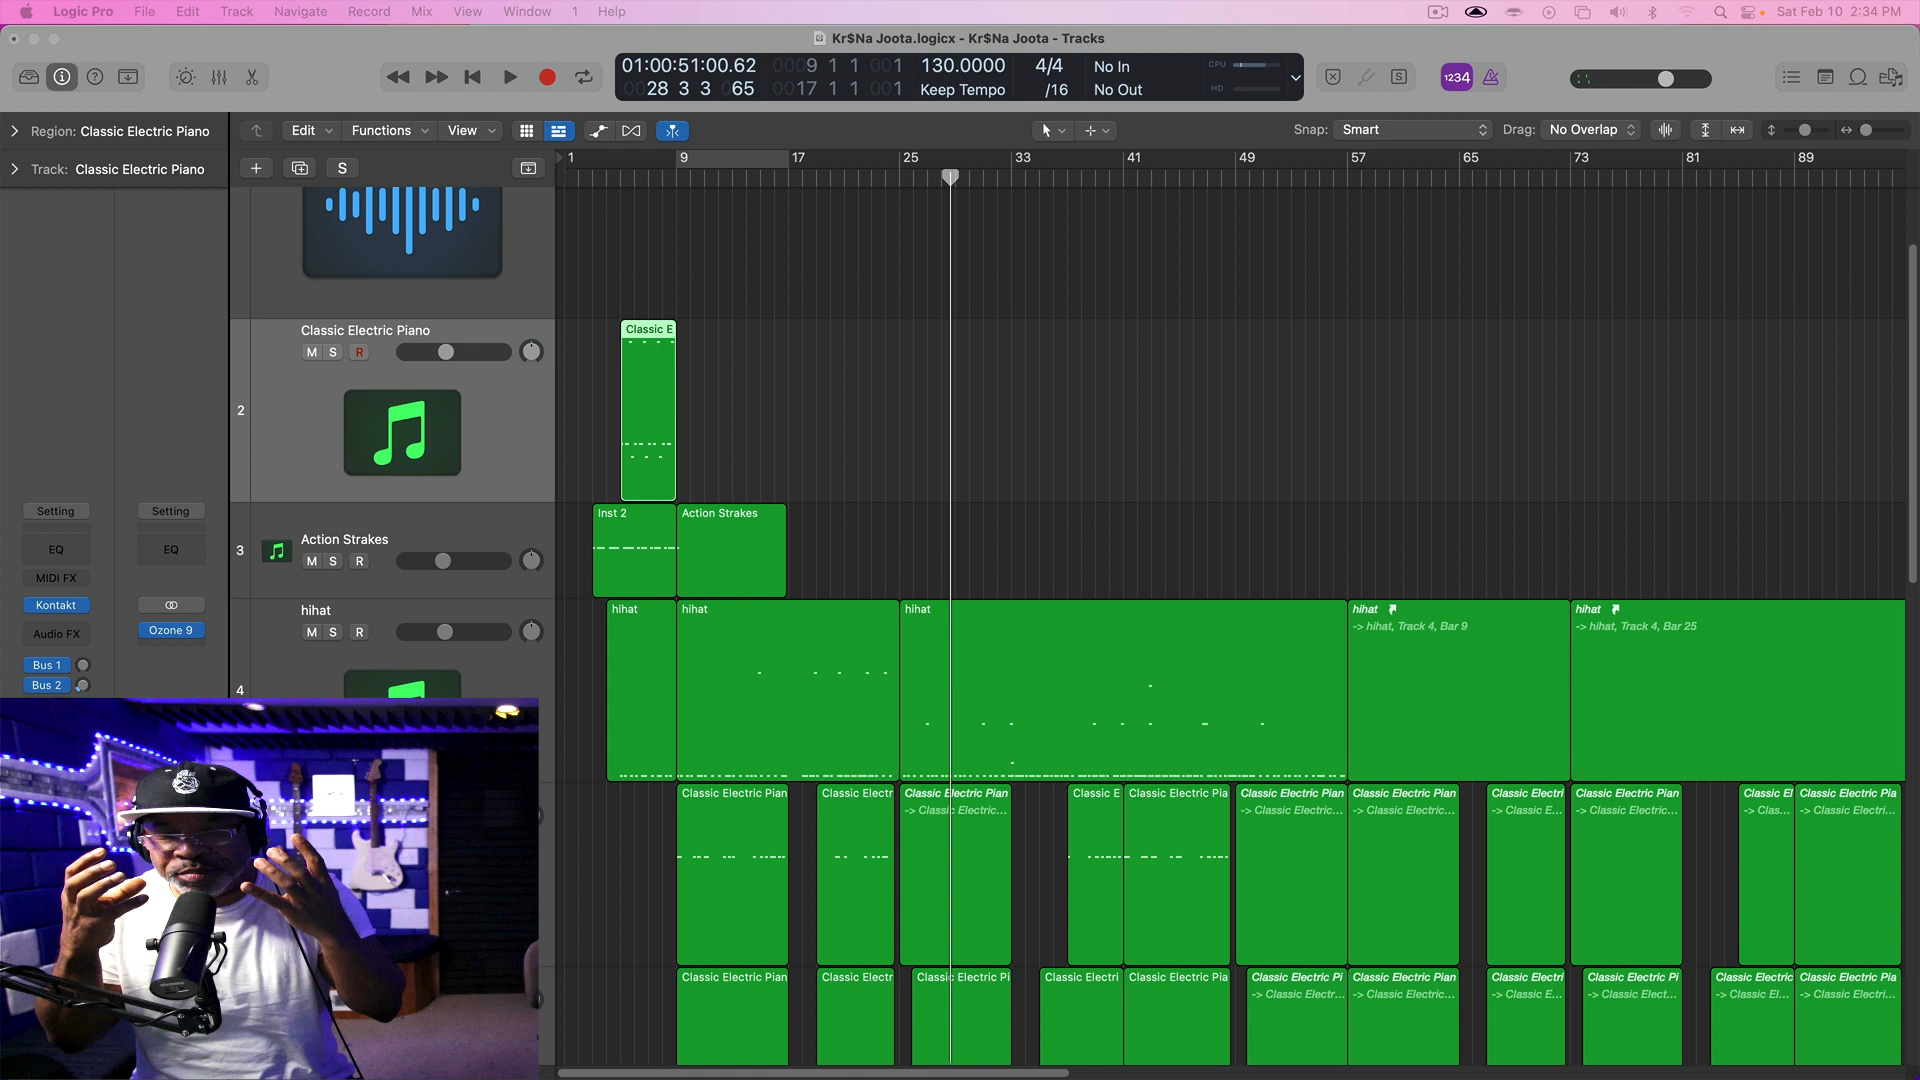 Logic Pro File Edit Track Navigate Record Mix View Window 1 Help
Sat Feb 10 2:34 PM
Kr$Na Joota.logicx - Kr$Na Joota - Tracks
01:00:51:00.62 0009 1 1 001 130.0000 4/4 No In CPU
0028 3 3 065 0017 1 1 001 Keep Tempo /16 No Out HD
1234
Region: Classic Electric Piano
Edit Functions View
Snap: Smart Drag: No Overlap
Track: Classic Electric Piano
S
1 9 17 25 33 41 49 57 65 73 81 89
Classic Electric Piano
M S R
2
Classic E
Setting Setting
EQ EQ
MIDI FX
Kontakt
Audio FX
Ozone 9
Bus 1
Bus 2
3
Action Strakes
M S R
Inst 2 Action Strakes
hihat
M S R
4
hihat hihat hihat hihat hihat
-> hihat, Track 4, Bar 9 -> hihat, Track 4, Bar 25
Classic Electric Pian Classic Electr Classic Electric Pian Classic E Classic Electric Pia Classic Electric Pian Classic Electric Pian Classic Electri Classic Electric Pian Classic El Classic Electric Pia
-> Classic Electric... -> Classic Electric... -> Classic Electric... -> Classic E... -> Classic Electric... -> Clas... -> Classic Electri...
Classic Electric Pian Classic Electr Classic Electric Pi Classic Electri Classic Electric Pia Classic Electric Pi Classic Electric Pian Classic Electri Classic Electric Pi Classic Electric Classic Electric Pia
-> Classic Electr... -> Classic Electric... -> Classic E... -> Classic Elect... -> Classic El... -> Classic Electri...